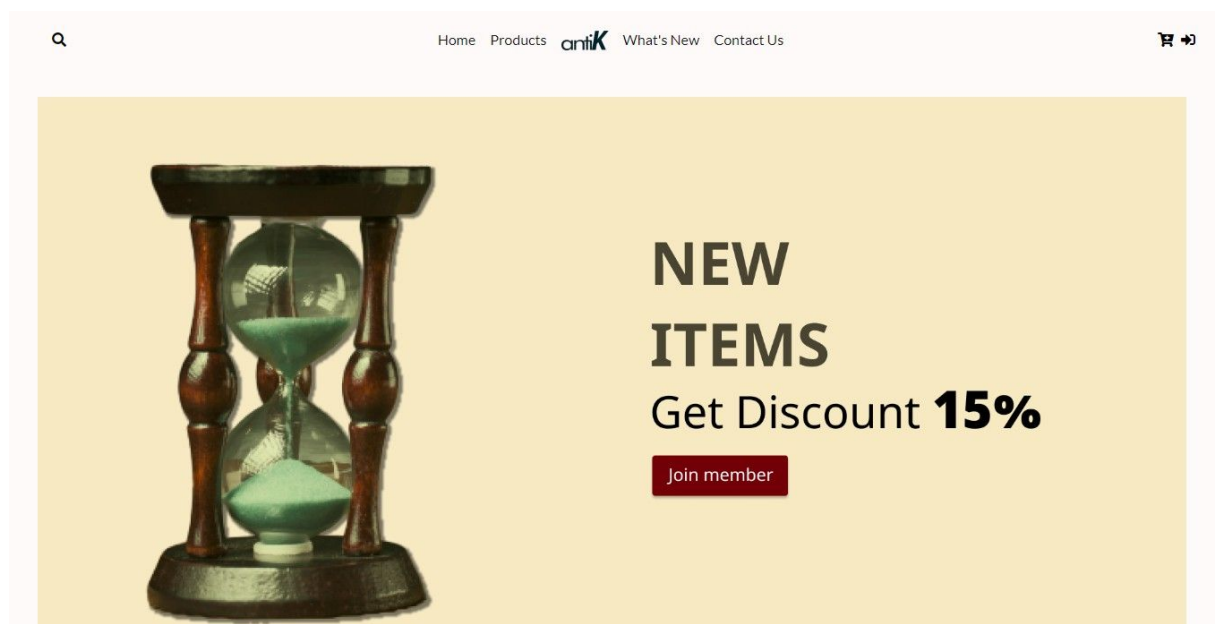 Home Products antiK What's New Contact Us
NEW
ITEMS
Get Discount 15%
Join member